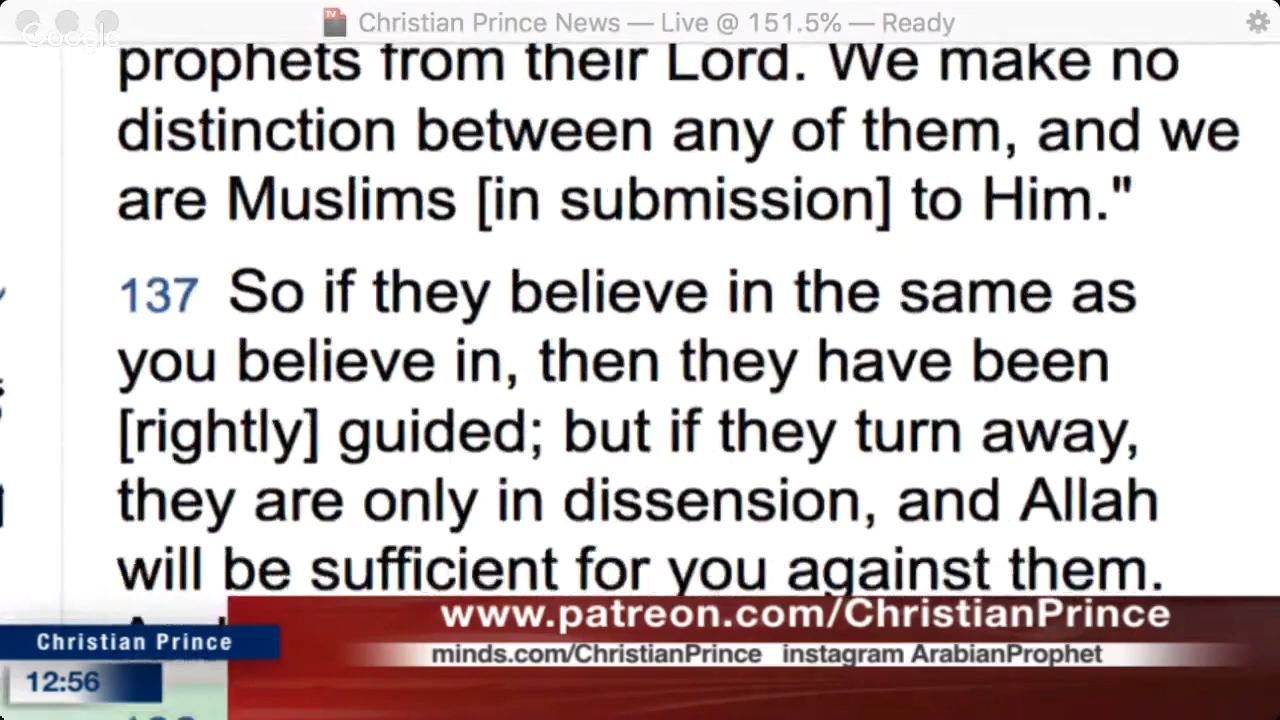 Christian Prince News — Live @ 151.5% — Ready
Google
prophets from their Lord. We make no
distinction between any of them, and we
are Muslims [in submission] to Him."
137 So if they believe in the same as
you believe in, then they have been
[rightly] guided; but if they turn away,
they are only in dissension, and Allah
will be sufficient for you against them.
www.patreon.com/ChristianPrince
Christian Prince
minds.com/ChristianPrince instagram ArabianProphet
12:56